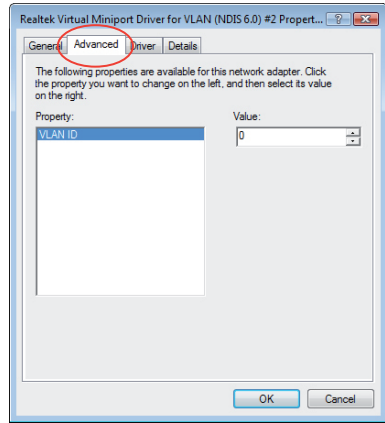 Realtek Virtual Miniport Driver for VLAN (NDIS 6.0) #2 Propert...
General Advanced Driver Details
The following properties are available for this network adapter. Click
the property you want to change on the left, and then select its value
on the right.
Property: Value:
VLAN ID 0
OK Cancel